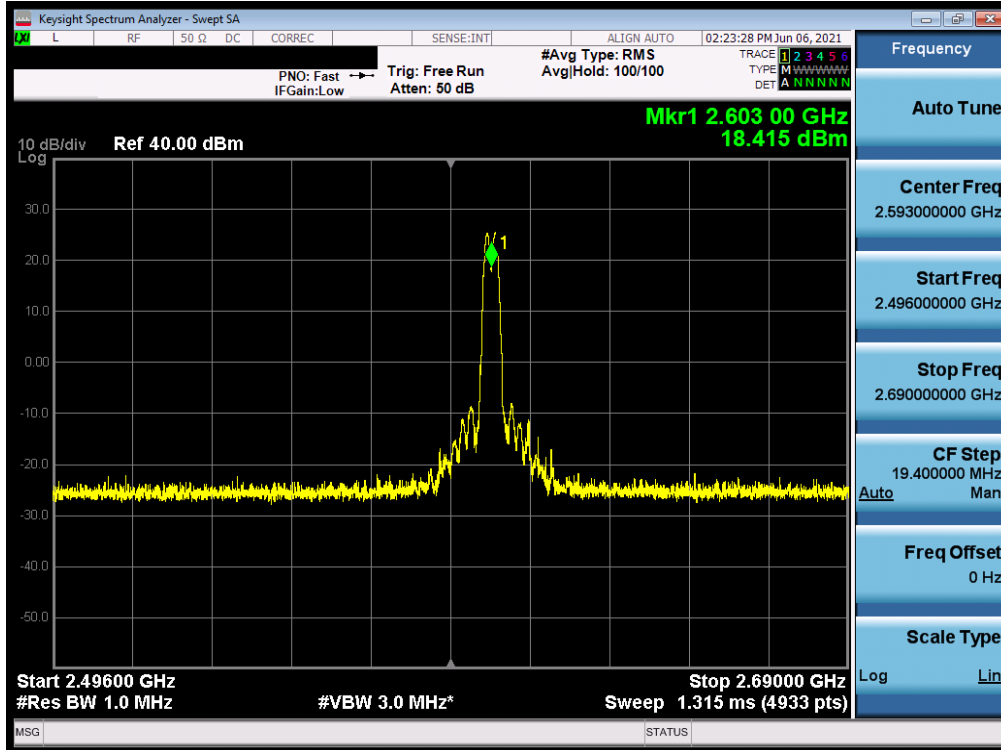 Keysight Spectrum Analyzer - Swept SA
LXI L RF 50 Ω DC CORREC SENSE:INT ALIGN AUTO 02:23:28 PM Jun 06, 2021
Frequency
PNO: Fast
IFGain:Low
Trig: Free Run
Atten: 50 dB
#Avg Type: RMS
Avg|Hold: 100/100
TRACE 1 2 3 4 5 6
TYPE M WWWWW
DET A N N N N N
Auto Tune
Mkr1 2.603 00 GHz
18.415 dBm
10 dB/div Ref 40.00 dBm
Log
30.0
20.0
10.0
0.00
-10.0
-20.0
-30.0
-40.0
-50.0
1
Start 2.49600 GHz Stop 2.69000 GHz
#Res BW 1.0 MHz #VBW 3.0 MHz* Sweep 1.315 ms (4933 pts)
Center Freq
2.593000000 GHz
Start Freq
2.496000000 GHz
Stop Freq
2.690000000 GHz
CF Step
19.400000 MHz
Auto Man
Freq Offset
0 Hz
Scale Type
Log Lin
MSG STATUS